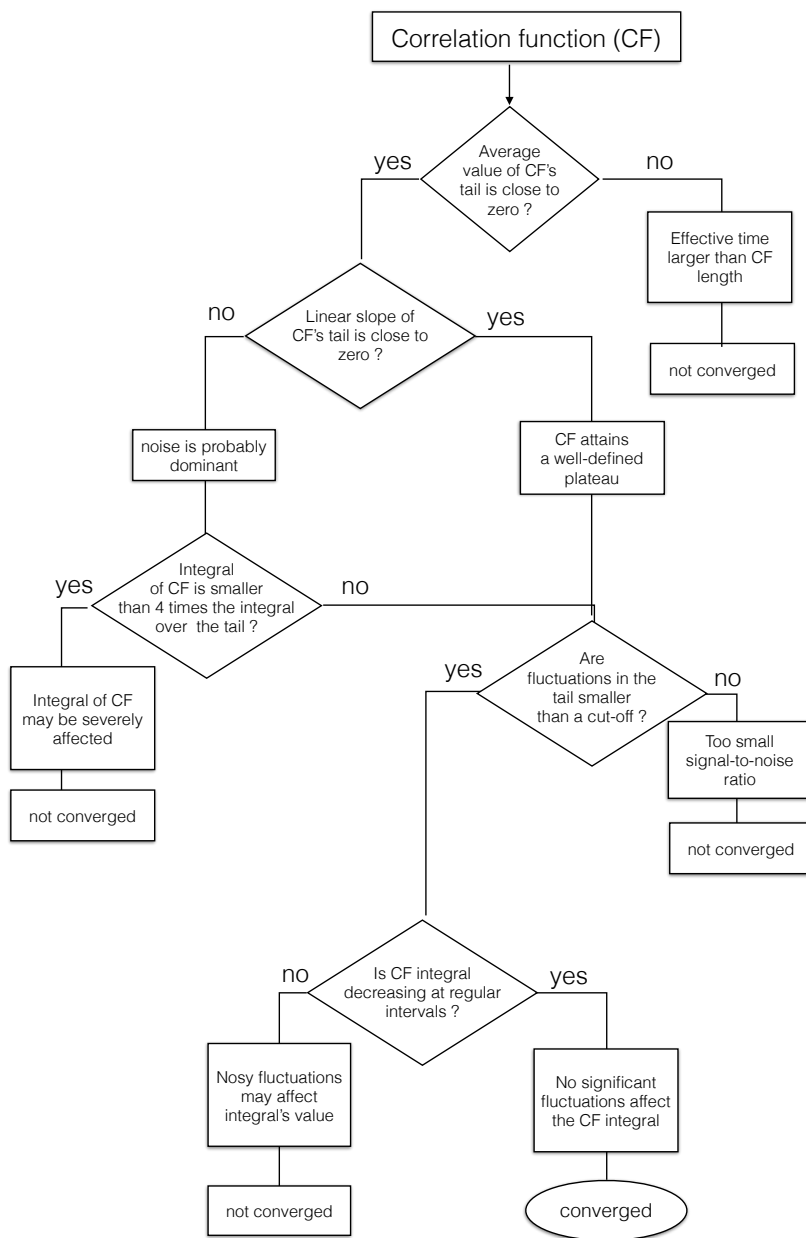 Correlation function (CF)
yes
Average
value of CF's
tail is close to
zero ?
no
Effective time
larger than CF
length
not converged
no
Linear slope of
CF's tail is close to
zero ?
yes
noise is probably
dominant
CF attains
a well-defined
plateau
yes
Integral
of CF is smaller
than 4 times the integral
over the tail ?
no
Integral of CF
may be severely
affected
not converged
yes
Are
fluctuations in the
tail smaller
than a cut-off ?
no
Too small
signal-to-noise
ratio
not converged
no
Is CF integral
decreasing at regular
intervals ?
yes
Nosy fluctuations
may affect
integral's value
not converged
No significant
fluctuations affect
the CF integral
converged